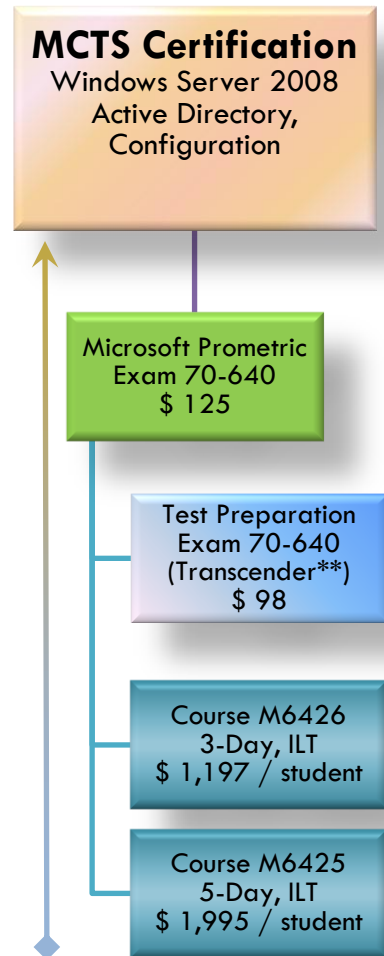 MCTS Certification
Windows Server 2008
Active Directory,
Configuration
Microsoft Prometric
Exam 70-640
$ 125
Test Preparation
Exam 70-640
(Transcender**)
$ 98
Course M6426
3-Day, ILT
$ 1,197 / student
Course M6425
5-Day, ILT
$ 1,995 / student